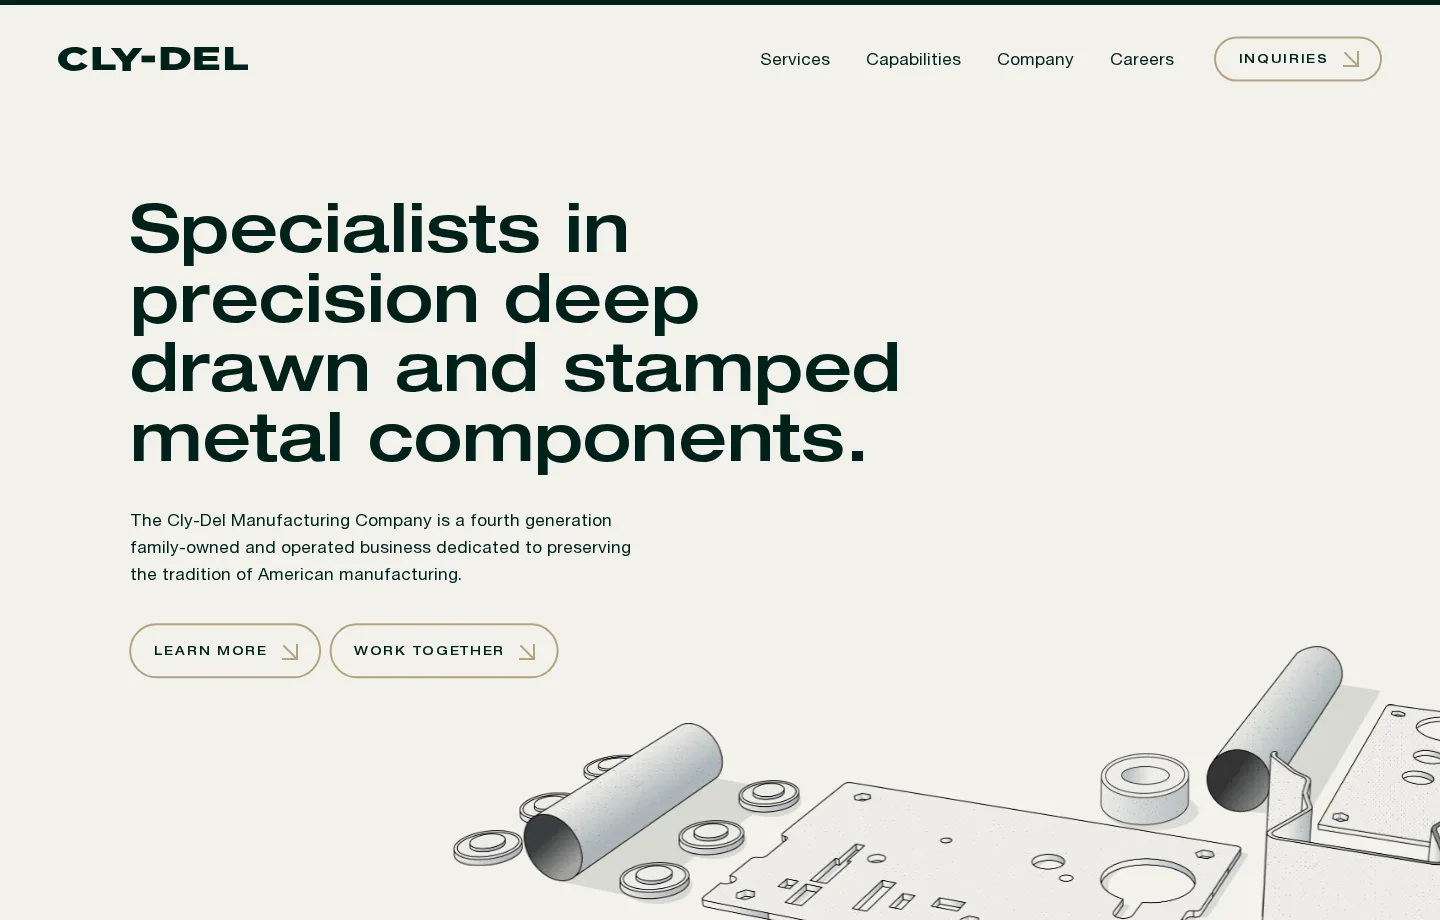 CLY-DEL
Services
Capabilities
Company
Careers
INQUIRIES
Specialists in
precision deep
drawn and stamped
metal components.
The Cly-Del Manufacturing Company is a fourth generation
family-owned and operated business dedicated to preserving
the tradition of American manufacturing.
LEARN MORE
WORK TOGETHER